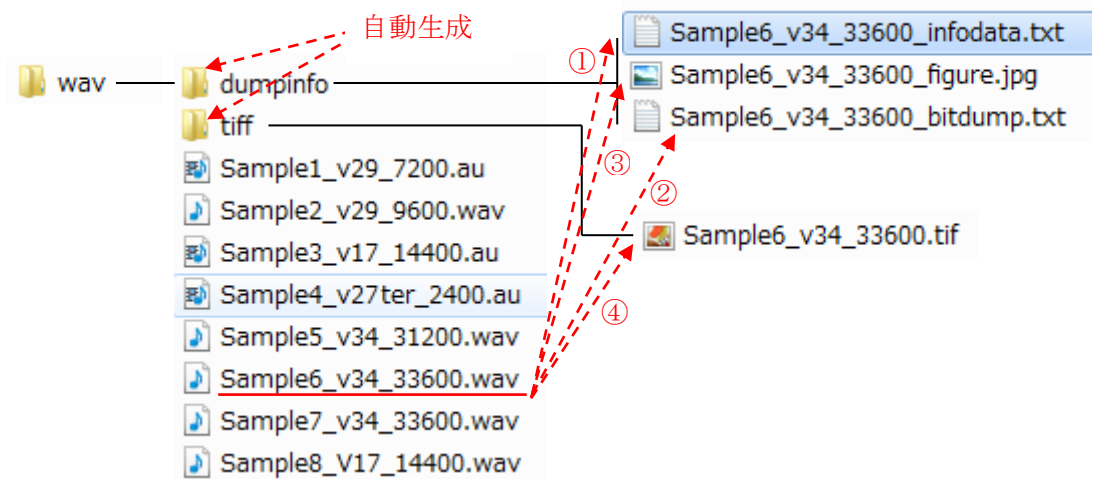 自動生成
wav
dumpinfo
tiff
Sample1_v29_7200.au
Sample2_v29_9600.wav
Sample3_v17_14400.au
Sample4_v27ter_2400.au
Sample5_v34_31200.wav
Sample6_v34_33600.wav
Sample7_v34_33600.wav
Sample8_V17_14400.wav
①
③
②
④
Sample6_v34_33600_infodata.txt
Sample6_v34_33600_figure.jpg
Sample6_v34_33600_bitdump.txt
Sample6_v34_33600.tif